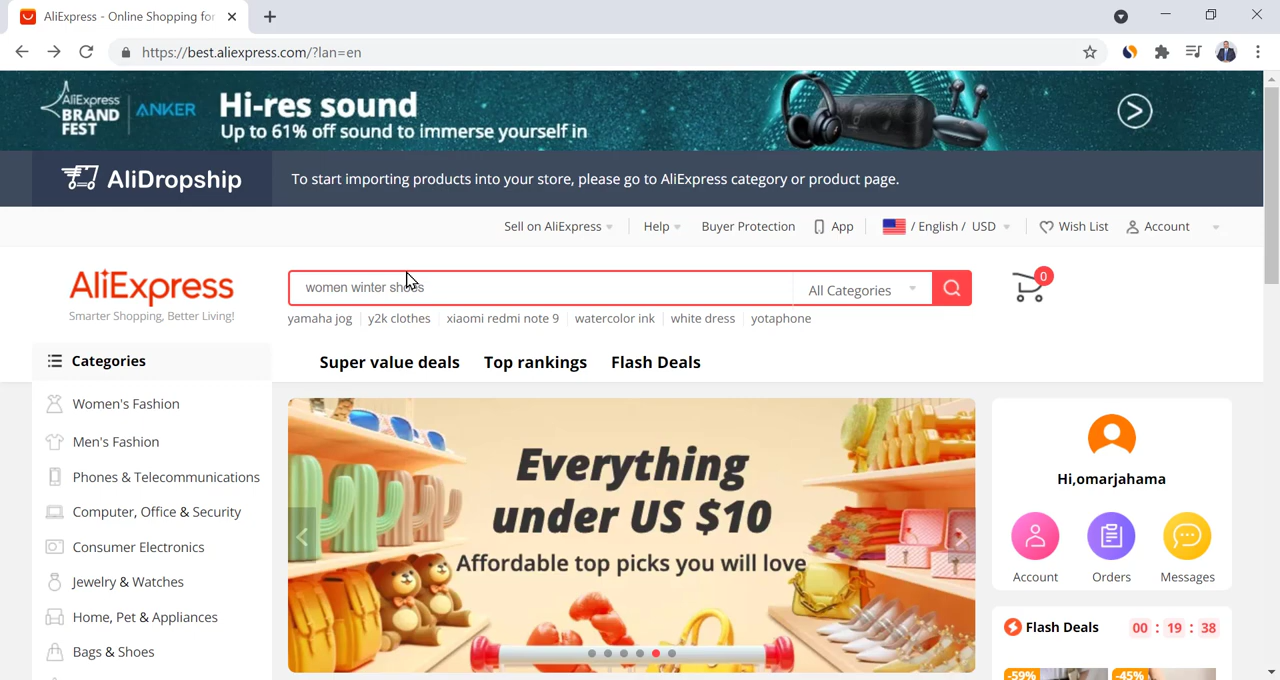 AliExpress - Online Shopping for
https://best.aliexpress.com/?lan=en
AliExpress
BRAND
FEST
ANKER
Hi-res sound
Up to 61% off sound to immerse yourself in
AliDropship
To start importing products into your store, please go to AliExpress category or product page.
Sell on AliExpress
Help
Buyer Protection
App
/ English / USD
Wish List
Account
AliExpress
Smarter Shopping, Better Living!
women winter shoes
All Categories
0
yamaha jog
y2k clothes
xiaomi redmi note 9
watercolor ink
white dress
yotaphone
Categories
Super value deals
Top rankings
Flash Deals
Women's Fashion
Men's Fashion
Phones & Telecommunications
Computer, Office & Security
Consumer Electronics
Jewelry & Watches
Home, Pet & Appliances
Bags & Shoes
Everything
under US $10
Affordable top picks you will love
Hi,omarjahama
Account
Orders
Messages
Flash Deals
00 : 19 : 38
-59%
-45%